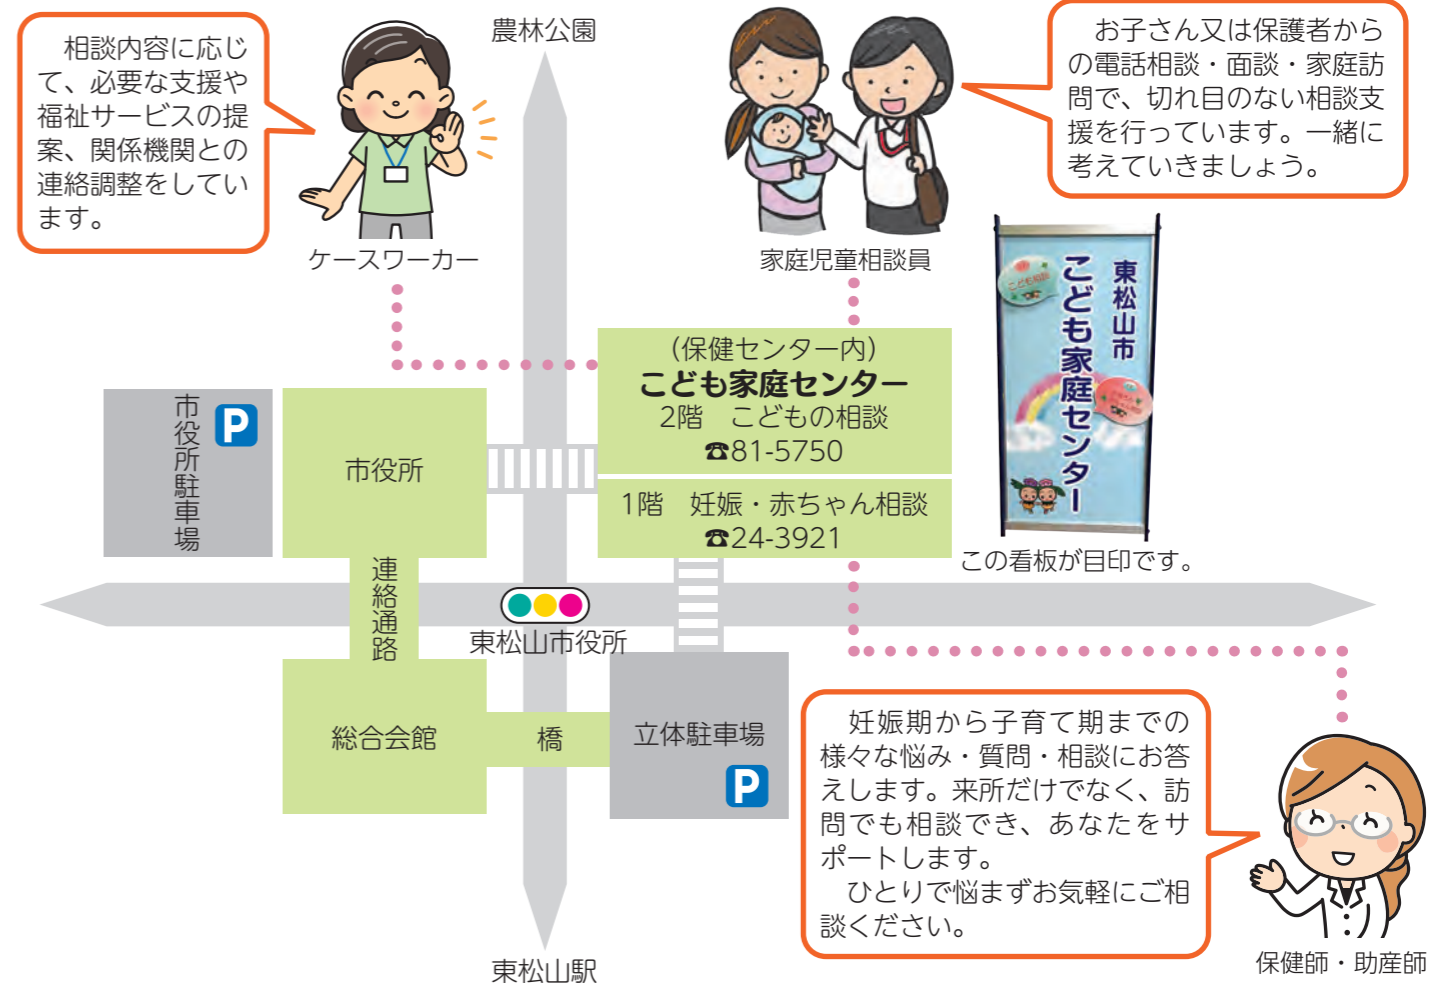 相談内容に応じ
て、必要な支援や
福祉サービスの提
案、関係機関との
連絡調整をしてい
ます。
ケースワーカー
農林公園
家庭児童相談員
お子さん又は保護者から
の電話相談・面談・家庭訪
問で、切れ目のない相談支
援を行っています。一緒に
考えていきましょう。
東松山市
こども家庭センター
こども相談
この看板が目印です。
(保健センター内)
こども家庭センター
2階 こどもの相談
☎81-5750
1階 妊娠・赤ちゃん相談
☎24-3921
市役所駐車場
P
市役所
連絡通路
東松山市役所
総合会館
橋
立体駐車場
P
東松山駅
妊娠期から子育て期までの
様々な悩み・質問・相談にお答
えします。来所だけでなく、訪
問でも相談でき、あなたをサ
ポートします。
ひとりで悩まずお気軽にご相
談ください。
保健師・助産師